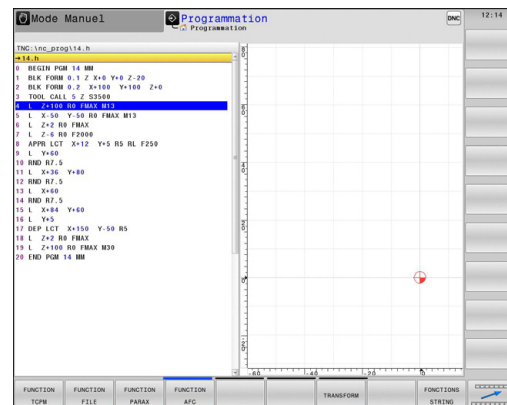 Mode Manuel
Programmation
Programmation
DNC
12:14
TNC:\nc_prog\14.h
→14.h
0 BEGIN PGM 14 MM
1 BLK FORM 0.1 Z X+0 Y+0 Z-20
2 BLK FORM 0.2 X+100 Y+100 Z+0
3 TOOL CALL 5 Z S3500
4 L Z+100 R0 FMAX M13
5 L X-50 Y-50 R0 FMAX M13
6 L Z+2 R0 FMAX
7 L Z-6 R0 F2000
8 APPR LCT X+12 Y+5 R5 RL F250
9 L Y+60
10 RND R7.5
11 L X+36 Y+80
12 RND R7.5
13 L X+60
14 RND R7.5
15 L X+84 Y+60
16 L Y+5
17 DEP LCT X+150 Y-50 R5
18 L Z+2 R0 FMAX
19 L Z+100 R0 FMAX M30
20 END PGM 14 MM
80
60
40
20
0
-20
-60
-40
-20
0
FUNCTION TCPM
FUNCTION FILE
FUNCTION PARAX
FUNCTION AFC
TRANSFORM
FONCTIONS STRING